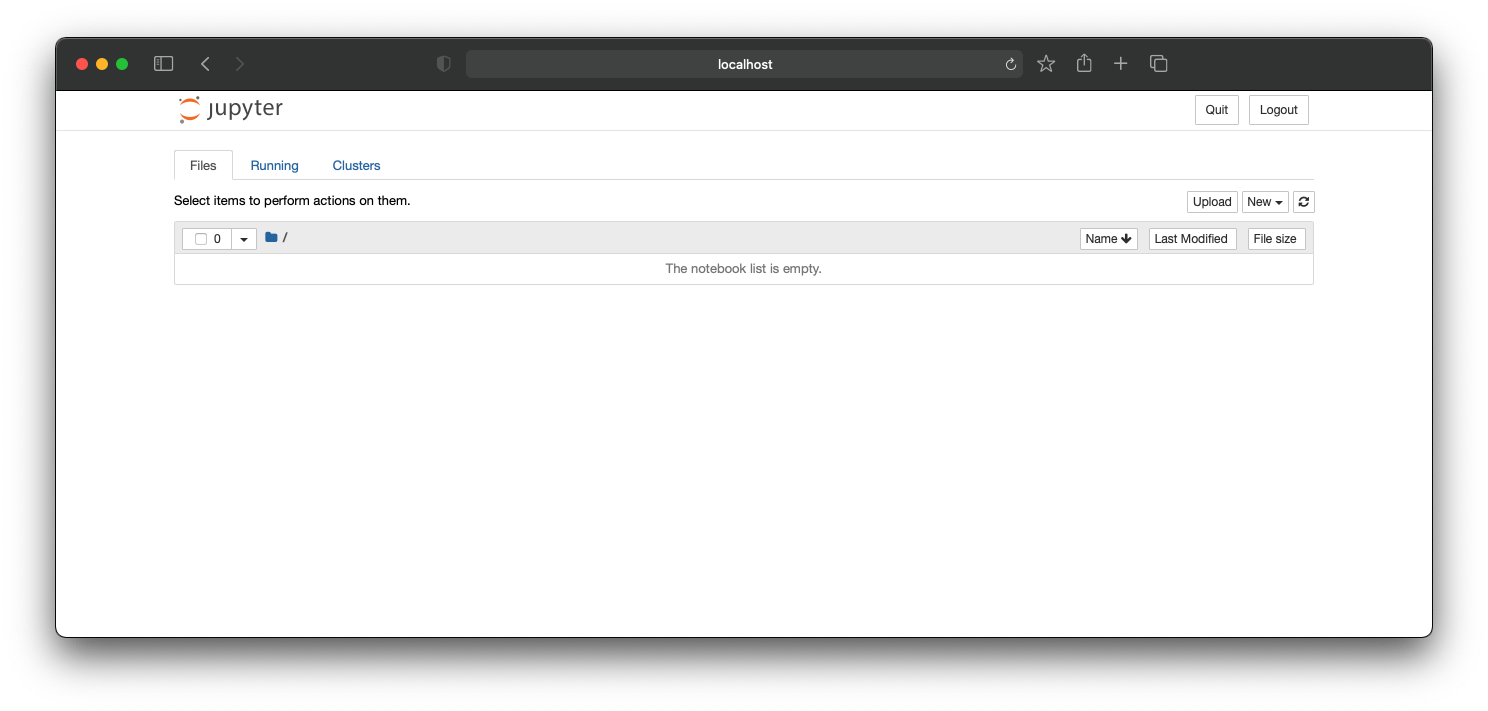 localhost
jupyter
Quit Logout
Files Running Clusters
Select items to perform actions on them.
Upload New
0 /
Name Last Modified File size
The notebook list is empty.